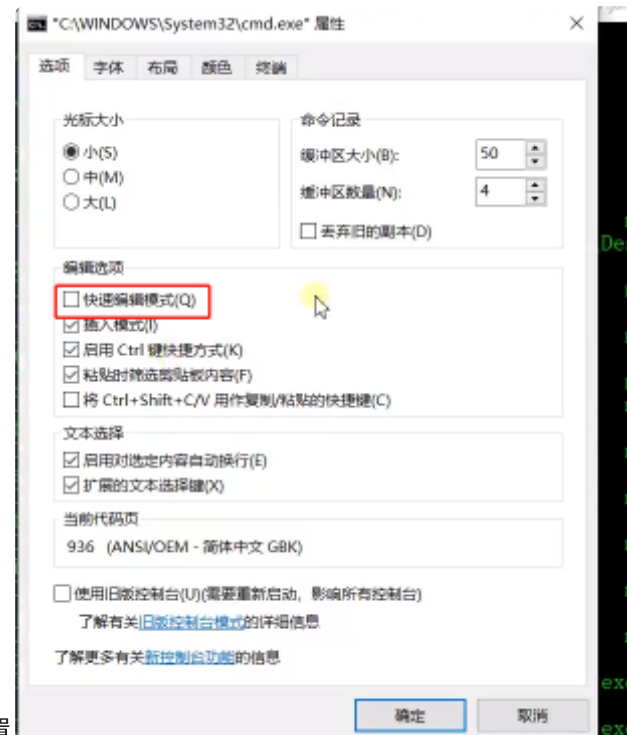 "C:\WINDOWS\System32\cmd.exe" 属性
选项 字体 布局 颜色 终端
光标大小
小(S)
中(M)
大(L)
命令记录
缓冲区大小(B): 50
缓冲区数量(N): 4
丢弃旧的副本(D)
编辑选项
快速编辑模式(Q)
插入模式(I)
启用 Ctrl 键快捷方式(K)
粘贴时筛选剪贴板内容(F)
将 Ctrl+Shift+C/V 用作复制/粘贴的快捷键(C)
文本选择
启用对选定内容自动换行(E)
扩展的文本选择键(X)
当前代码页
936 (ANSI/OEM - 简体中文 GBK)
使用旧版控制台(U)(需要重新启动，影响所有控制台)
了解有关旧版控制台模式的详细信息
了解更多有关新控制台功能的信息
确定 取消
De
exe
exe
置